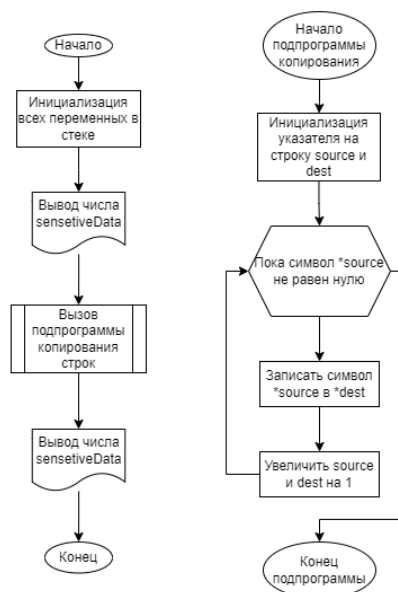 Начало
Инициализация
всех переменных в
стеке
Вывод числа
sensetiveData
Вызов
подпрограммы
копирования
строк
Вывод числа
sensetiveData
Конец
Начало
подпрограммы
копирования
Инициализация
указателя на
строку source и
dest
Пока символ *source
не равен нулю
Записать символ
*source в *dest
Увеличить source
и dest на 1
Конец
подпрограммы